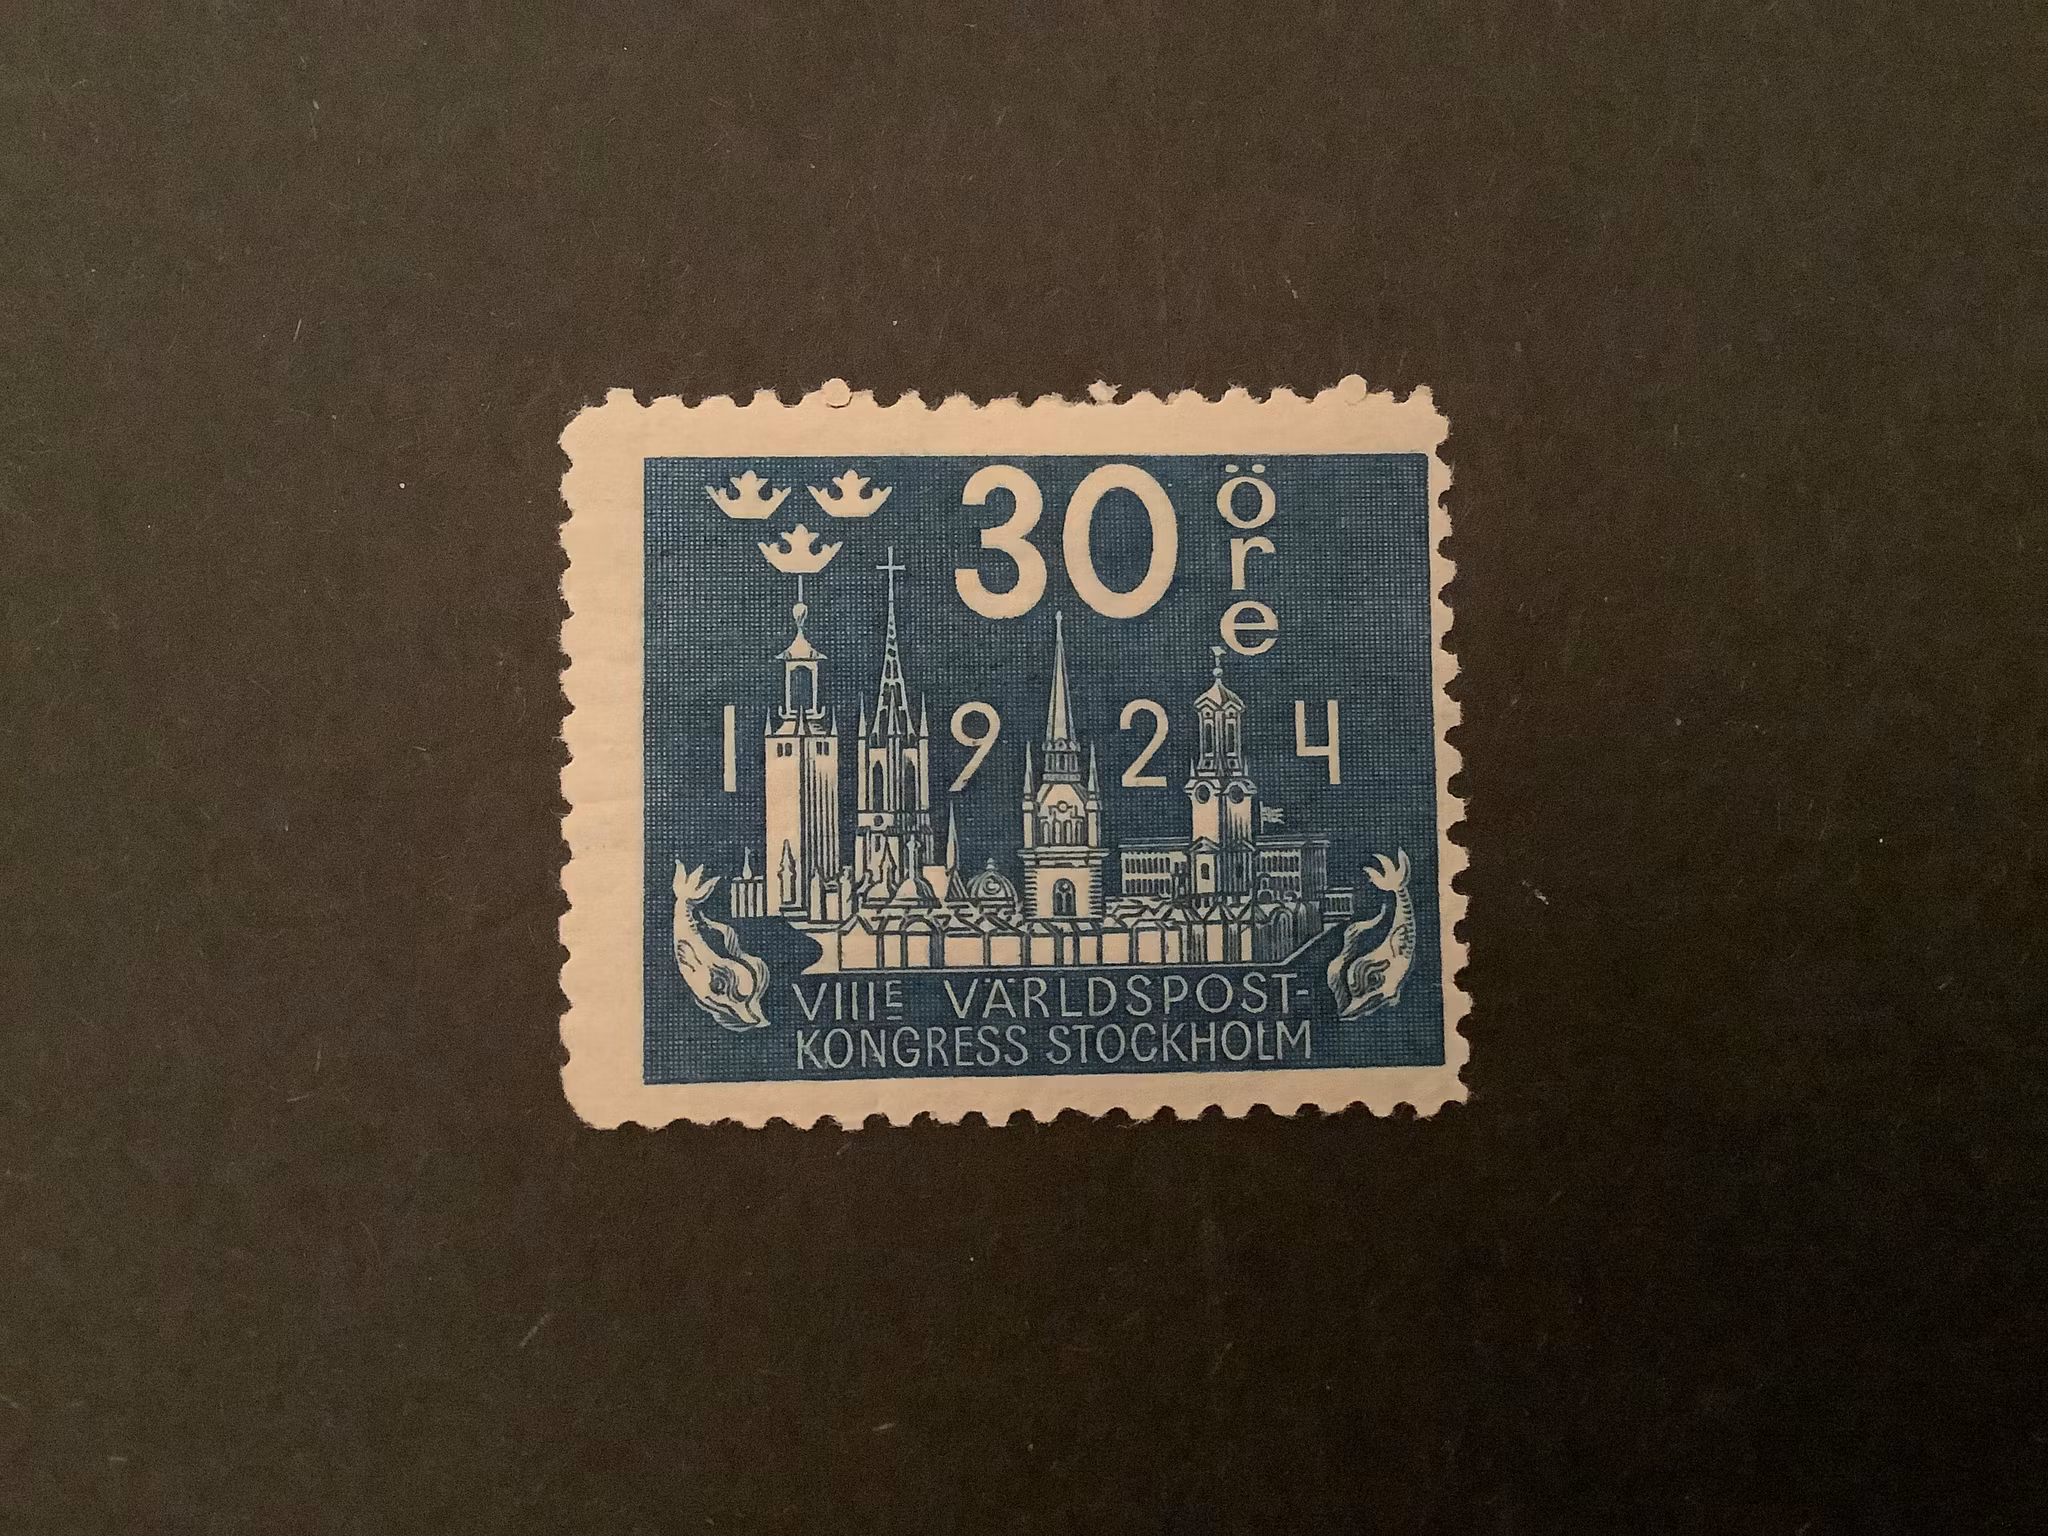 30 öre
1 9 2 4
VIIIE VÄRLDSPOST-
KONGRESS STOCKHOLM